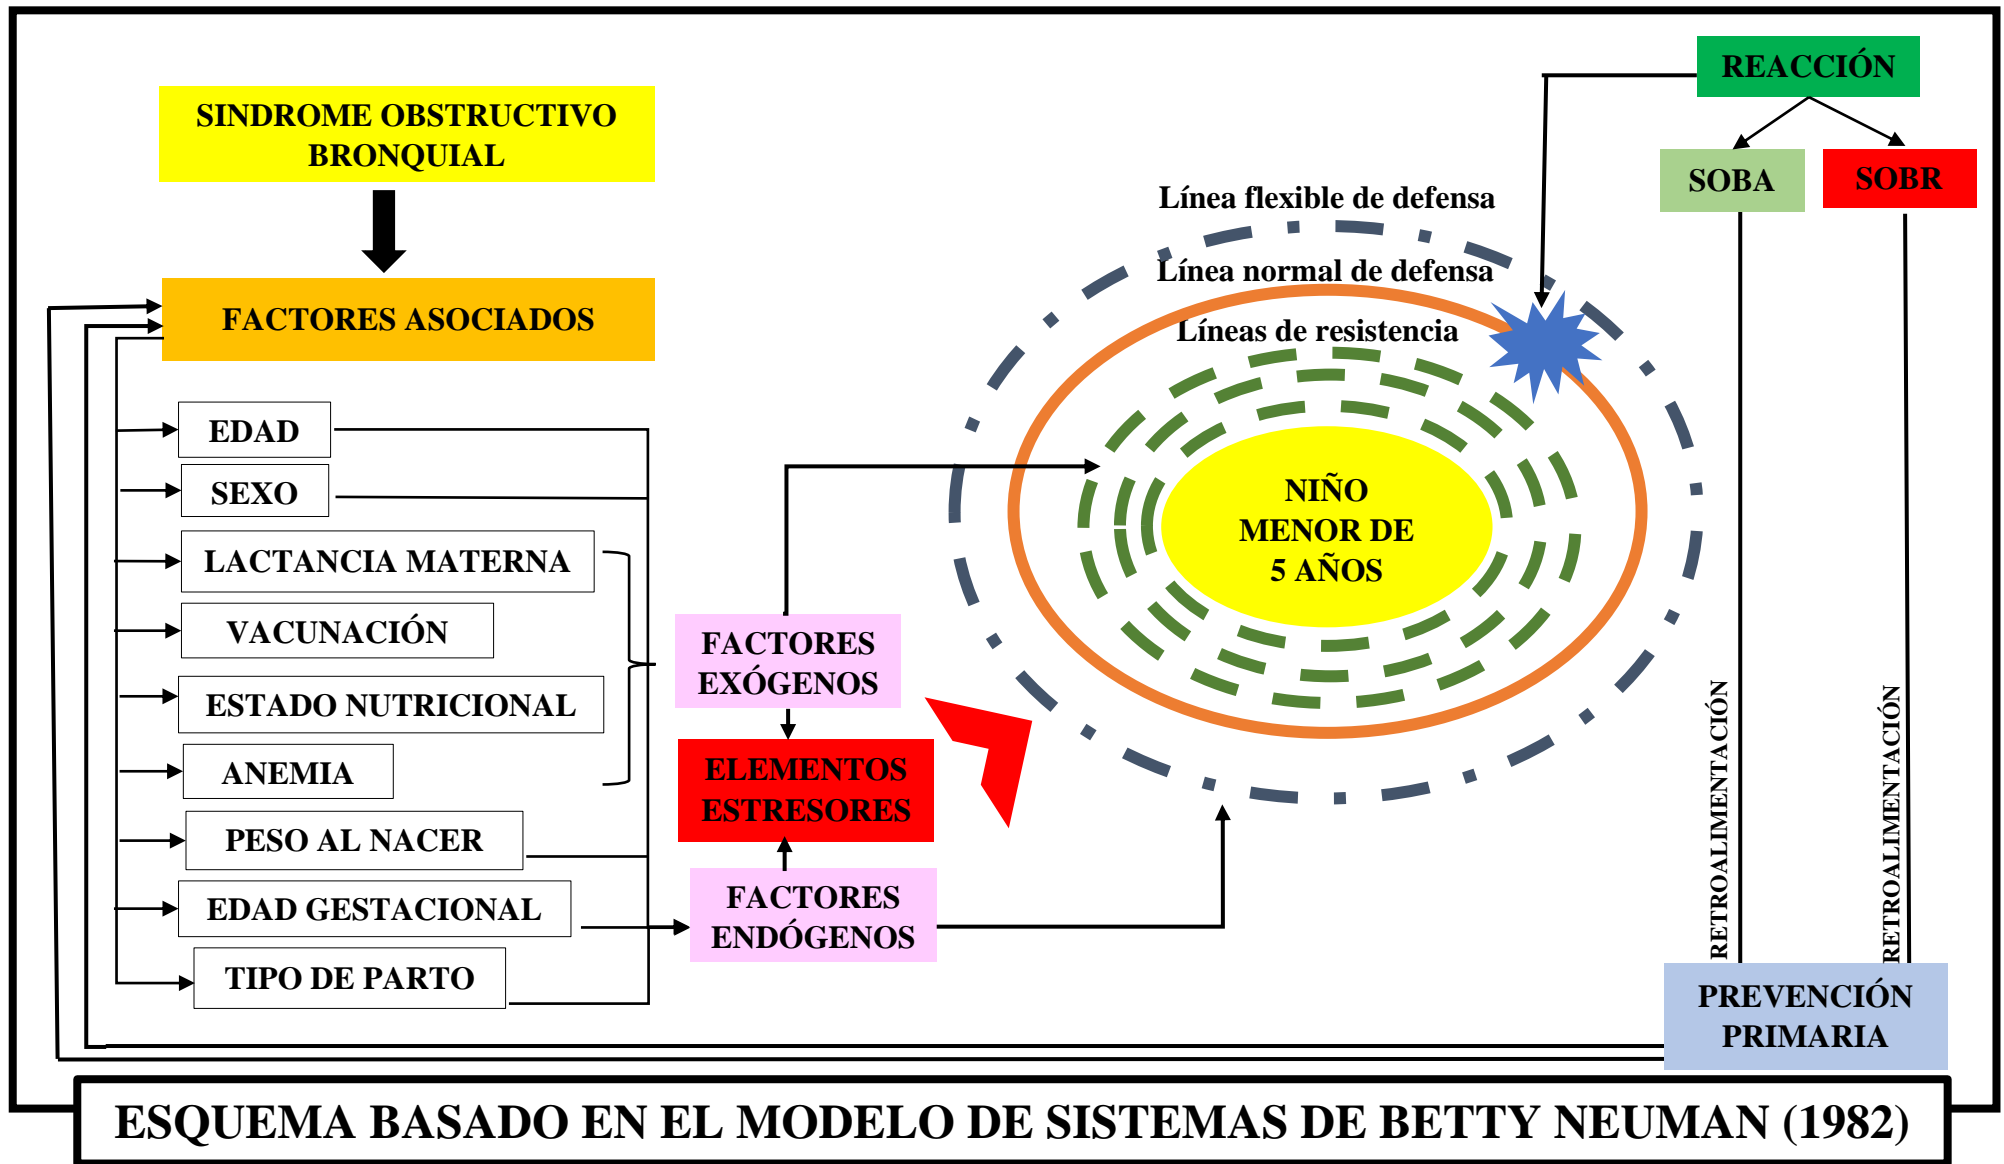 SINDROME OBSTRUCTIVO
BRONQUIAL
FACTORES ASOCIADOS
EDAD
SEXO
LACTANCIA MATERNA
VACUNACIÓN
ESTADO NUTRICIONAL
ANEMIA
PESO AL NACER
EDAD GESTACIONAL
TIPO DE PARTO
FACTORES
EXÓGENOS
ELEMENTOS
ESTRESORES
FACTORES
ENDÓGENOS
Línea flexible de defensa
Línea normal de defensa
Líneas de resistencia
NIÑO
MENOR DE
5 AÑOS
REACCIÓN
SOBA
SOBR
RETROALIMENTACIÓN
RETROALIMENTACIÓN
PREVENCIÓN
PRIMARIA
ESQUEMA BASADO EN EL MODELO DE SISTEMAS DE BETTY NEUMAN (1982)